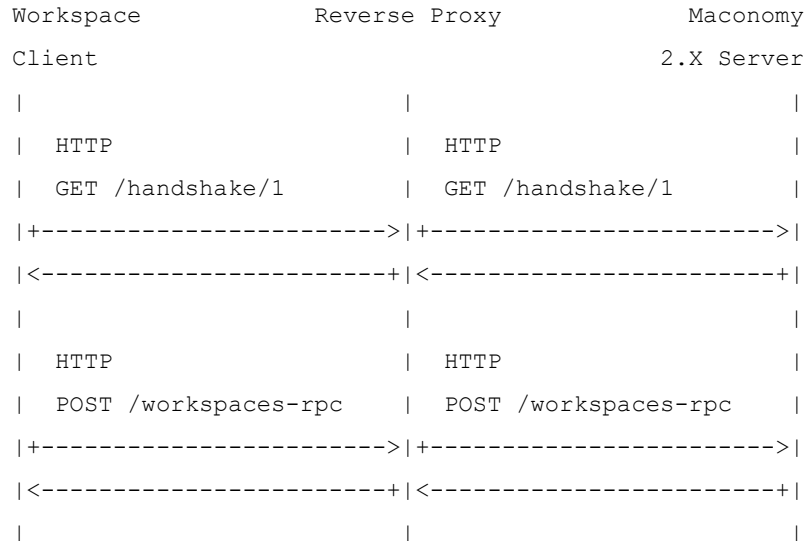 Workspace           Reverse Proxy             Maconomy
Client                                       2.X Server
|                          |                          |
|  HTTP                    |  HTTP                    |
|  GET /handshake/1        |  GET /handshake/1        |
|+------------------------>|+------------------------>|
|<------------------------+|<------------------------+|
|                          |                          |
|  HTTP                    |  HTTP                    |
|  POST /workspaces-rpc    |  POST /workspaces-rpc    |
|+------------------------>|+------------------------>|
|<------------------------+|<------------------------+|
|                          |                          |